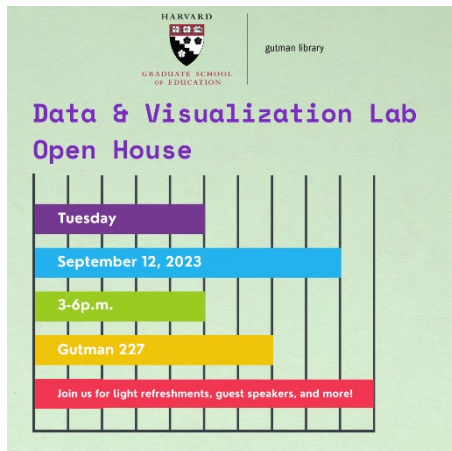 HARVARD
GRADUATE SCHOOL
OF EDUCATION
gutman library
Data & Visualization Lab
Open House
Tuesday
September 12, 2023
3-6p.m.
Gutman 227
Join us for light refreshments, guest speakers, and more!